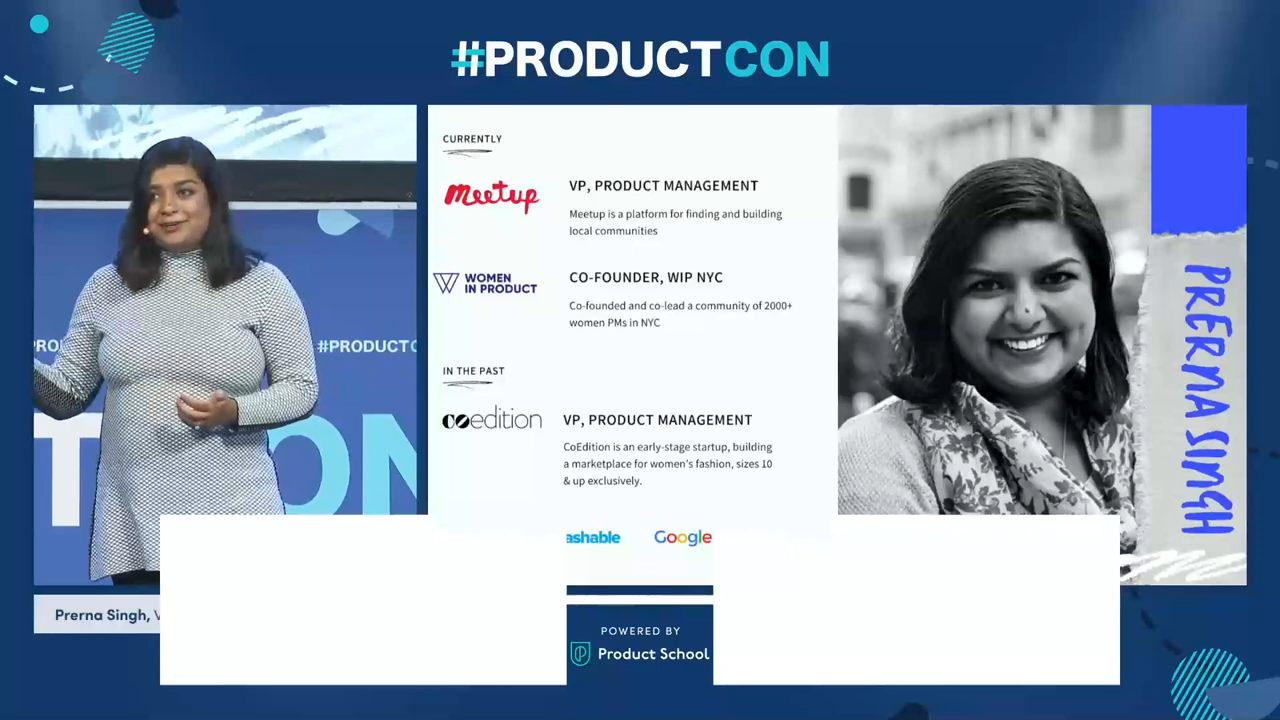 #PRODUCTCON
CURRENTLY
Meetup
VP, PRODUCT MANAGEMENT
Meetup is a platform for finding and building
local communities
WOMEN
IN PRODUCT
CO-FOUNDER, WIP NYC
Co-founded and co-lead a community of 2000+
women PMs in NYC
IN THE PAST
coedition
VP, PRODUCT MANAGEMENT
CoEdition is an early-stage startup, building
a marketplace for women's fashion, sizes 10
& up exclusively.
ashable
Google
PRERNA SINGH
#PRODUCTC
T ON
Prerna Singh, V
POWERED BY
Product School